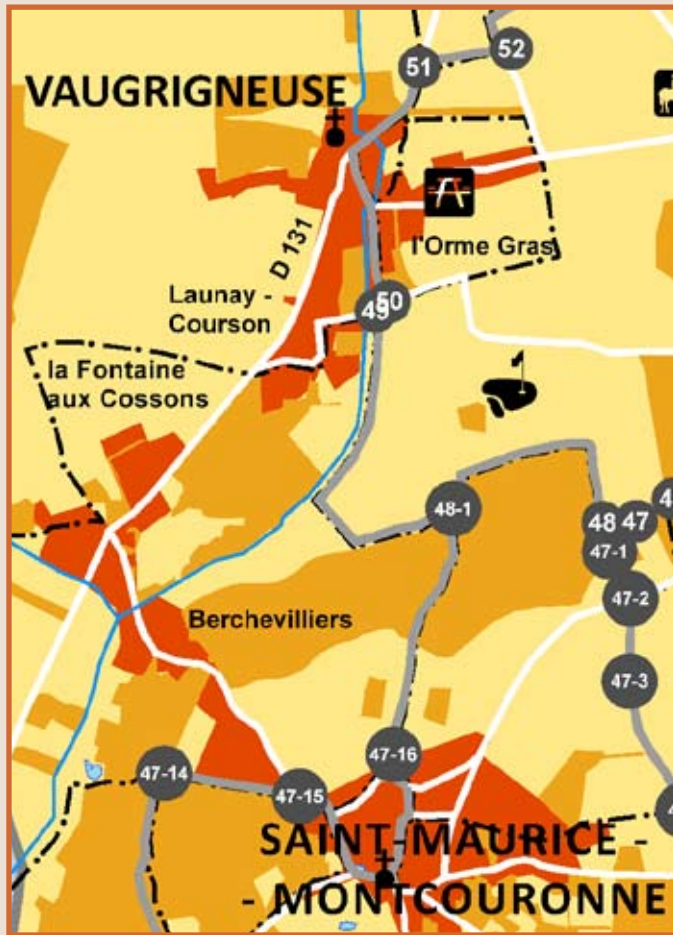 52
51
VAUGRIGNEUSE
D 131
l'Orme Gras
Launay -
Courson
49
50
la Fontaine
aux Cossons
48-1
48
47
47-1
47-2
Berchevilliers
47-3
47-16
47-14
47-15
SAINT-MAURICE -
- MONTCOURONNE